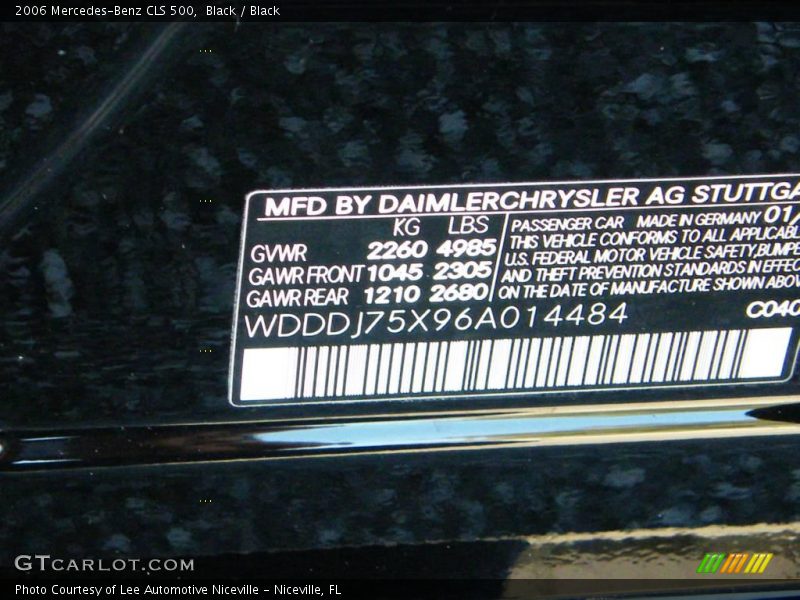 2006 Mercedes-Benz CLS 500, Black / Black
MFD BY DAIMLERCHRYSLER AG STUTTGA
KG LBS
GVWR 2260 4985
GAWR FRONT 1045 2305
GAWR REAR 1210 2680
PASSENGER CAR MADE IN GERMANY 01/
THIS VEHICLE CONFORMS TO ALL APPLICABL
U.S. FEDERAL MOTOR VEHICLE SAFETY, BUMPE
AND THEFT PREVENTION STANDARDS IN EFFEC
ON THE DATE OF MANUFACTURE SHOWN ABOV
WDDDJ75X96A014484
C040
GTCARLOT.COM
Photo Courtesy of Lee Automotive Niceville - Niceville, FL